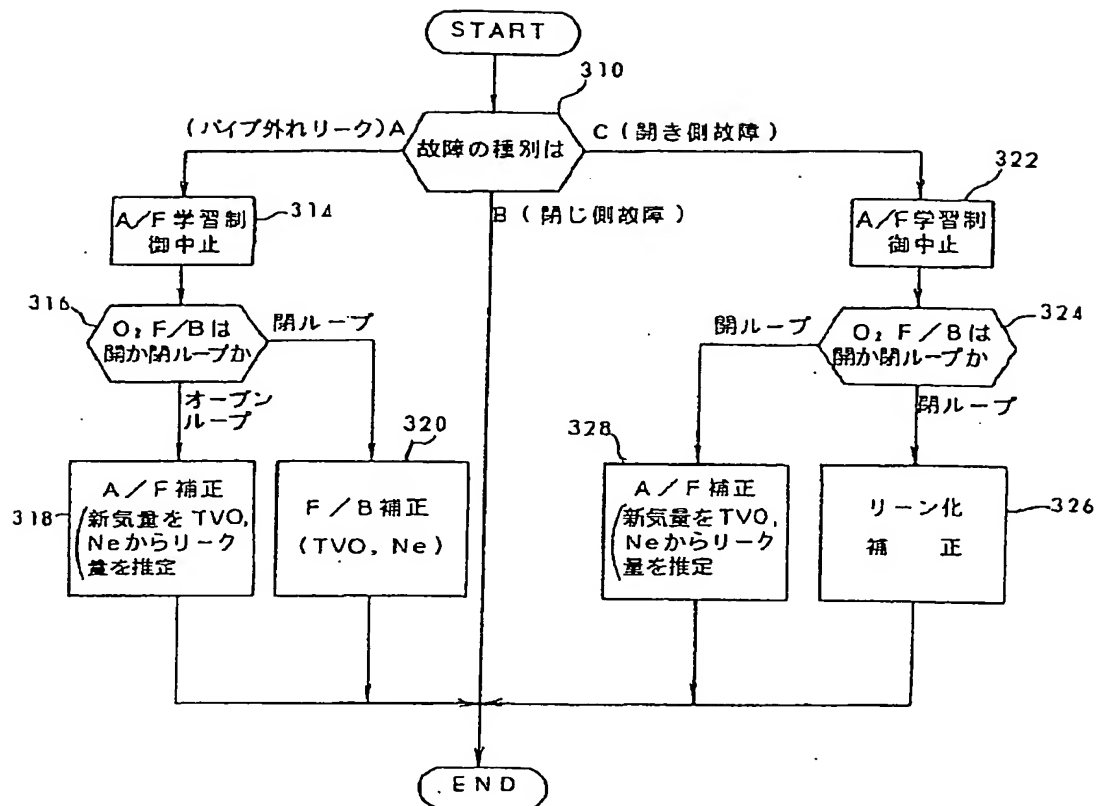 START
310
(パイプ外れリーク)A
C(開き側故障)
故障の種別は
322
314
B(閉じ側故障)
A/F学習制
御中止
A/F学習制
御中止
316
O₂ F/Bは
開か閉ループか
閉ループ
開ループ
O₂ F/Bは
開か閉ループか
324
オープン
ループ
閉ループ
320
328
318
A/F補正
新気量をTVO,
Neからリーク
量を推定
F/B補正
(TVO,Ne)
A/F補正
新気量をTVO,
Neからリーク
量を推定
リーン化
補 正
326
END